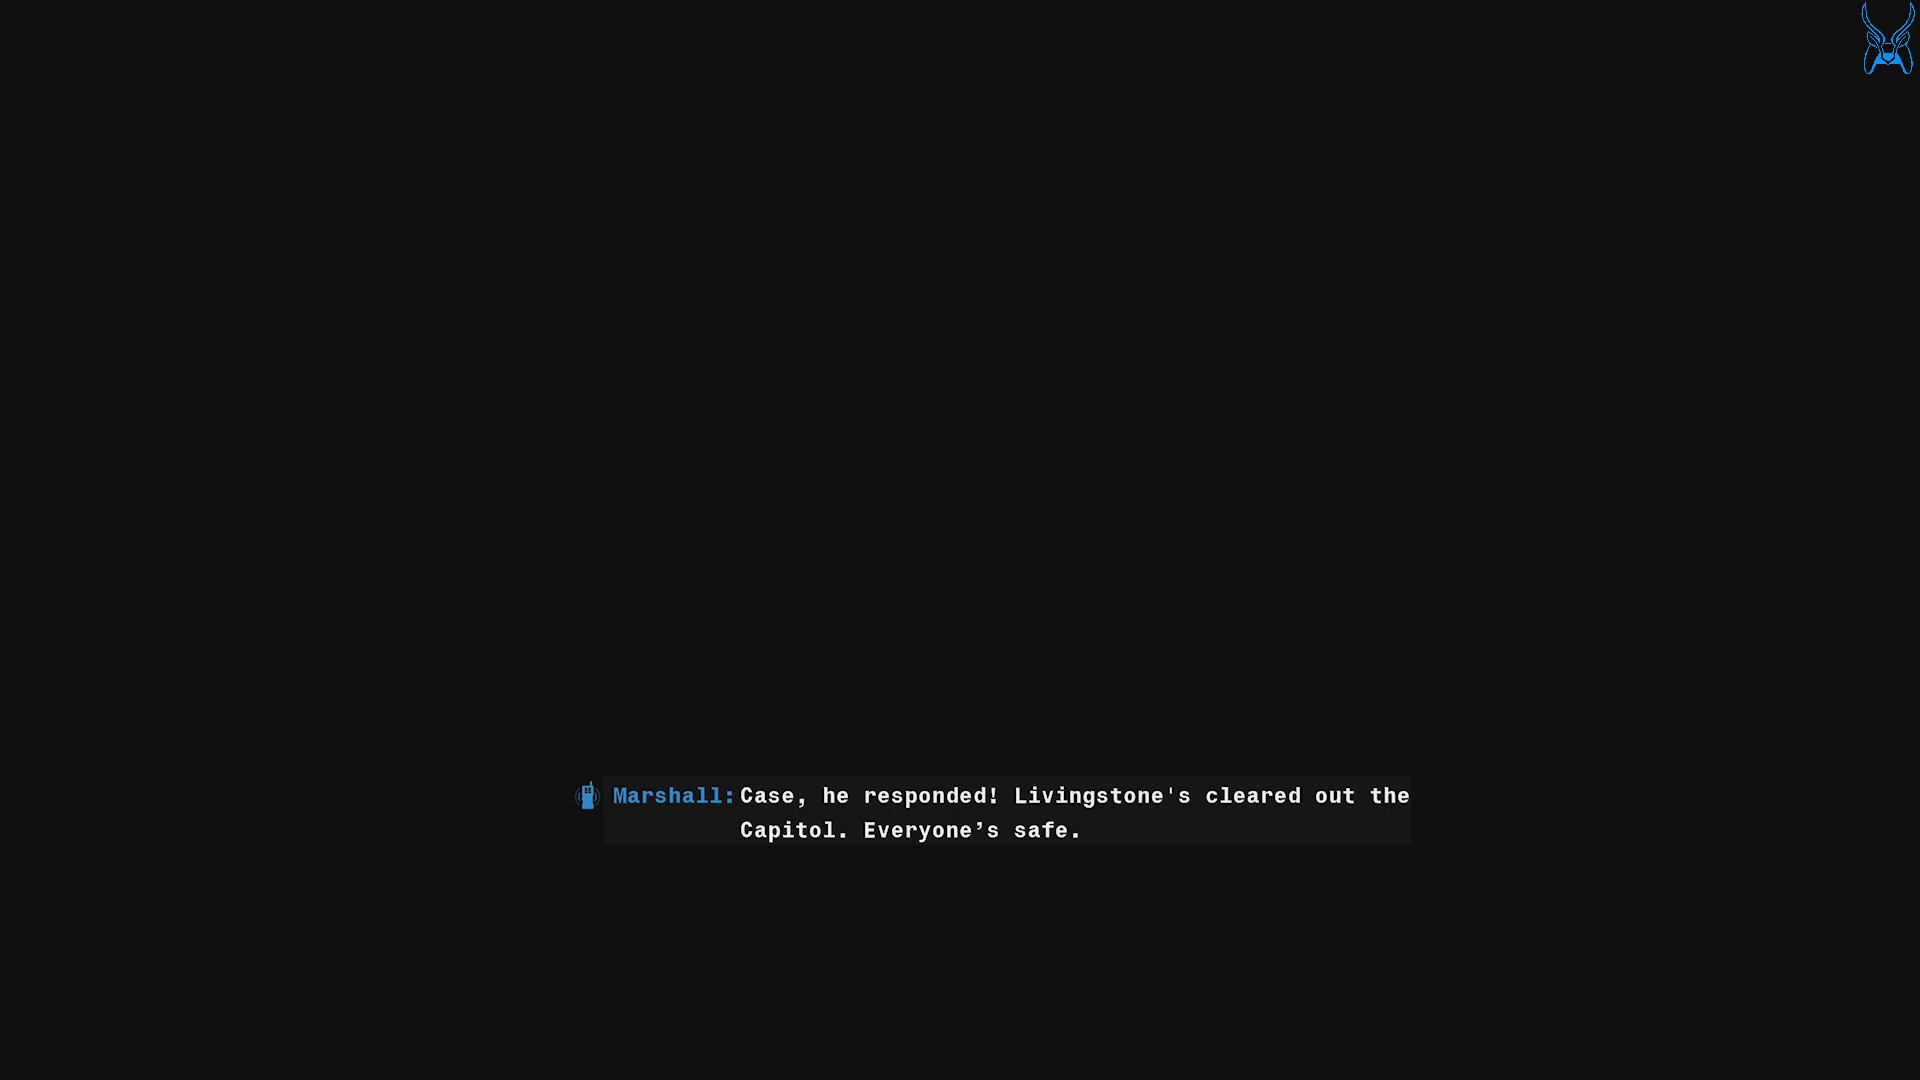 Marshall: Case, he responded! Livingstone's cleared out the
Capitol. Everyone’s safe.